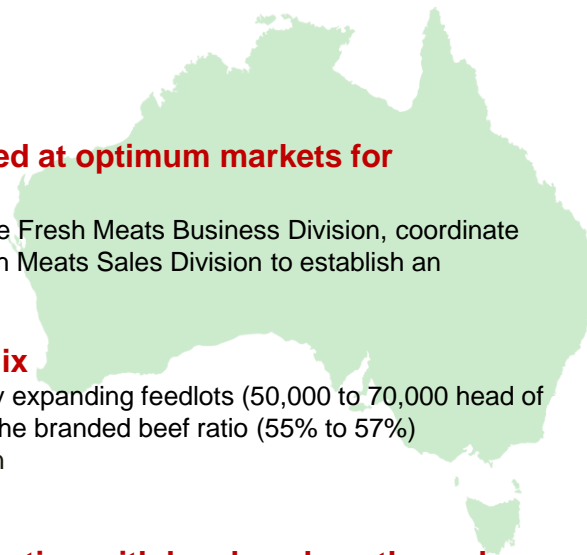 ed at optimum markets for
e Fresh Meats Business Division, coordinate
n Meats Sales Division to establish an
ix
y expanding feedlots (50,000 to 70,000 head of
he branded beef ratio (55% to 57%)
n